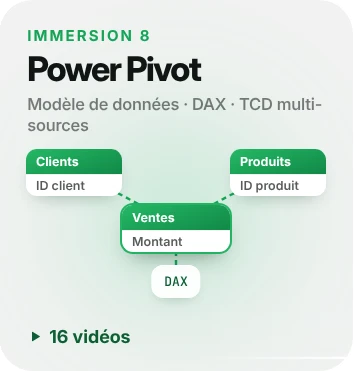 IMMERSION 8
Power Pivot
Modèle de données · DAX · TCD multi-
sources
Clients
ID client
Produits
ID produit
Ventes
Montant
DAX
16 vidéos